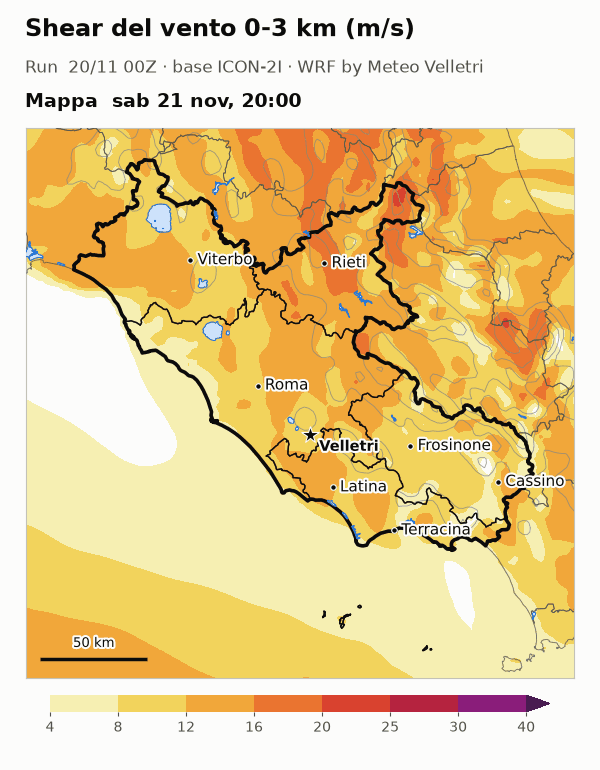 Shear del vento 0-3 km (m/s)
Run  20/11 00Z · base ICON-2I · WRF by Meteo Velletri
Mappa  sab 21 nov, 20:00
Viterbo
Rieti
Roma
Velletri
Frosinone
Cassino
Latina
Terracina
50 km
4 8 12 16 20 25 30 40